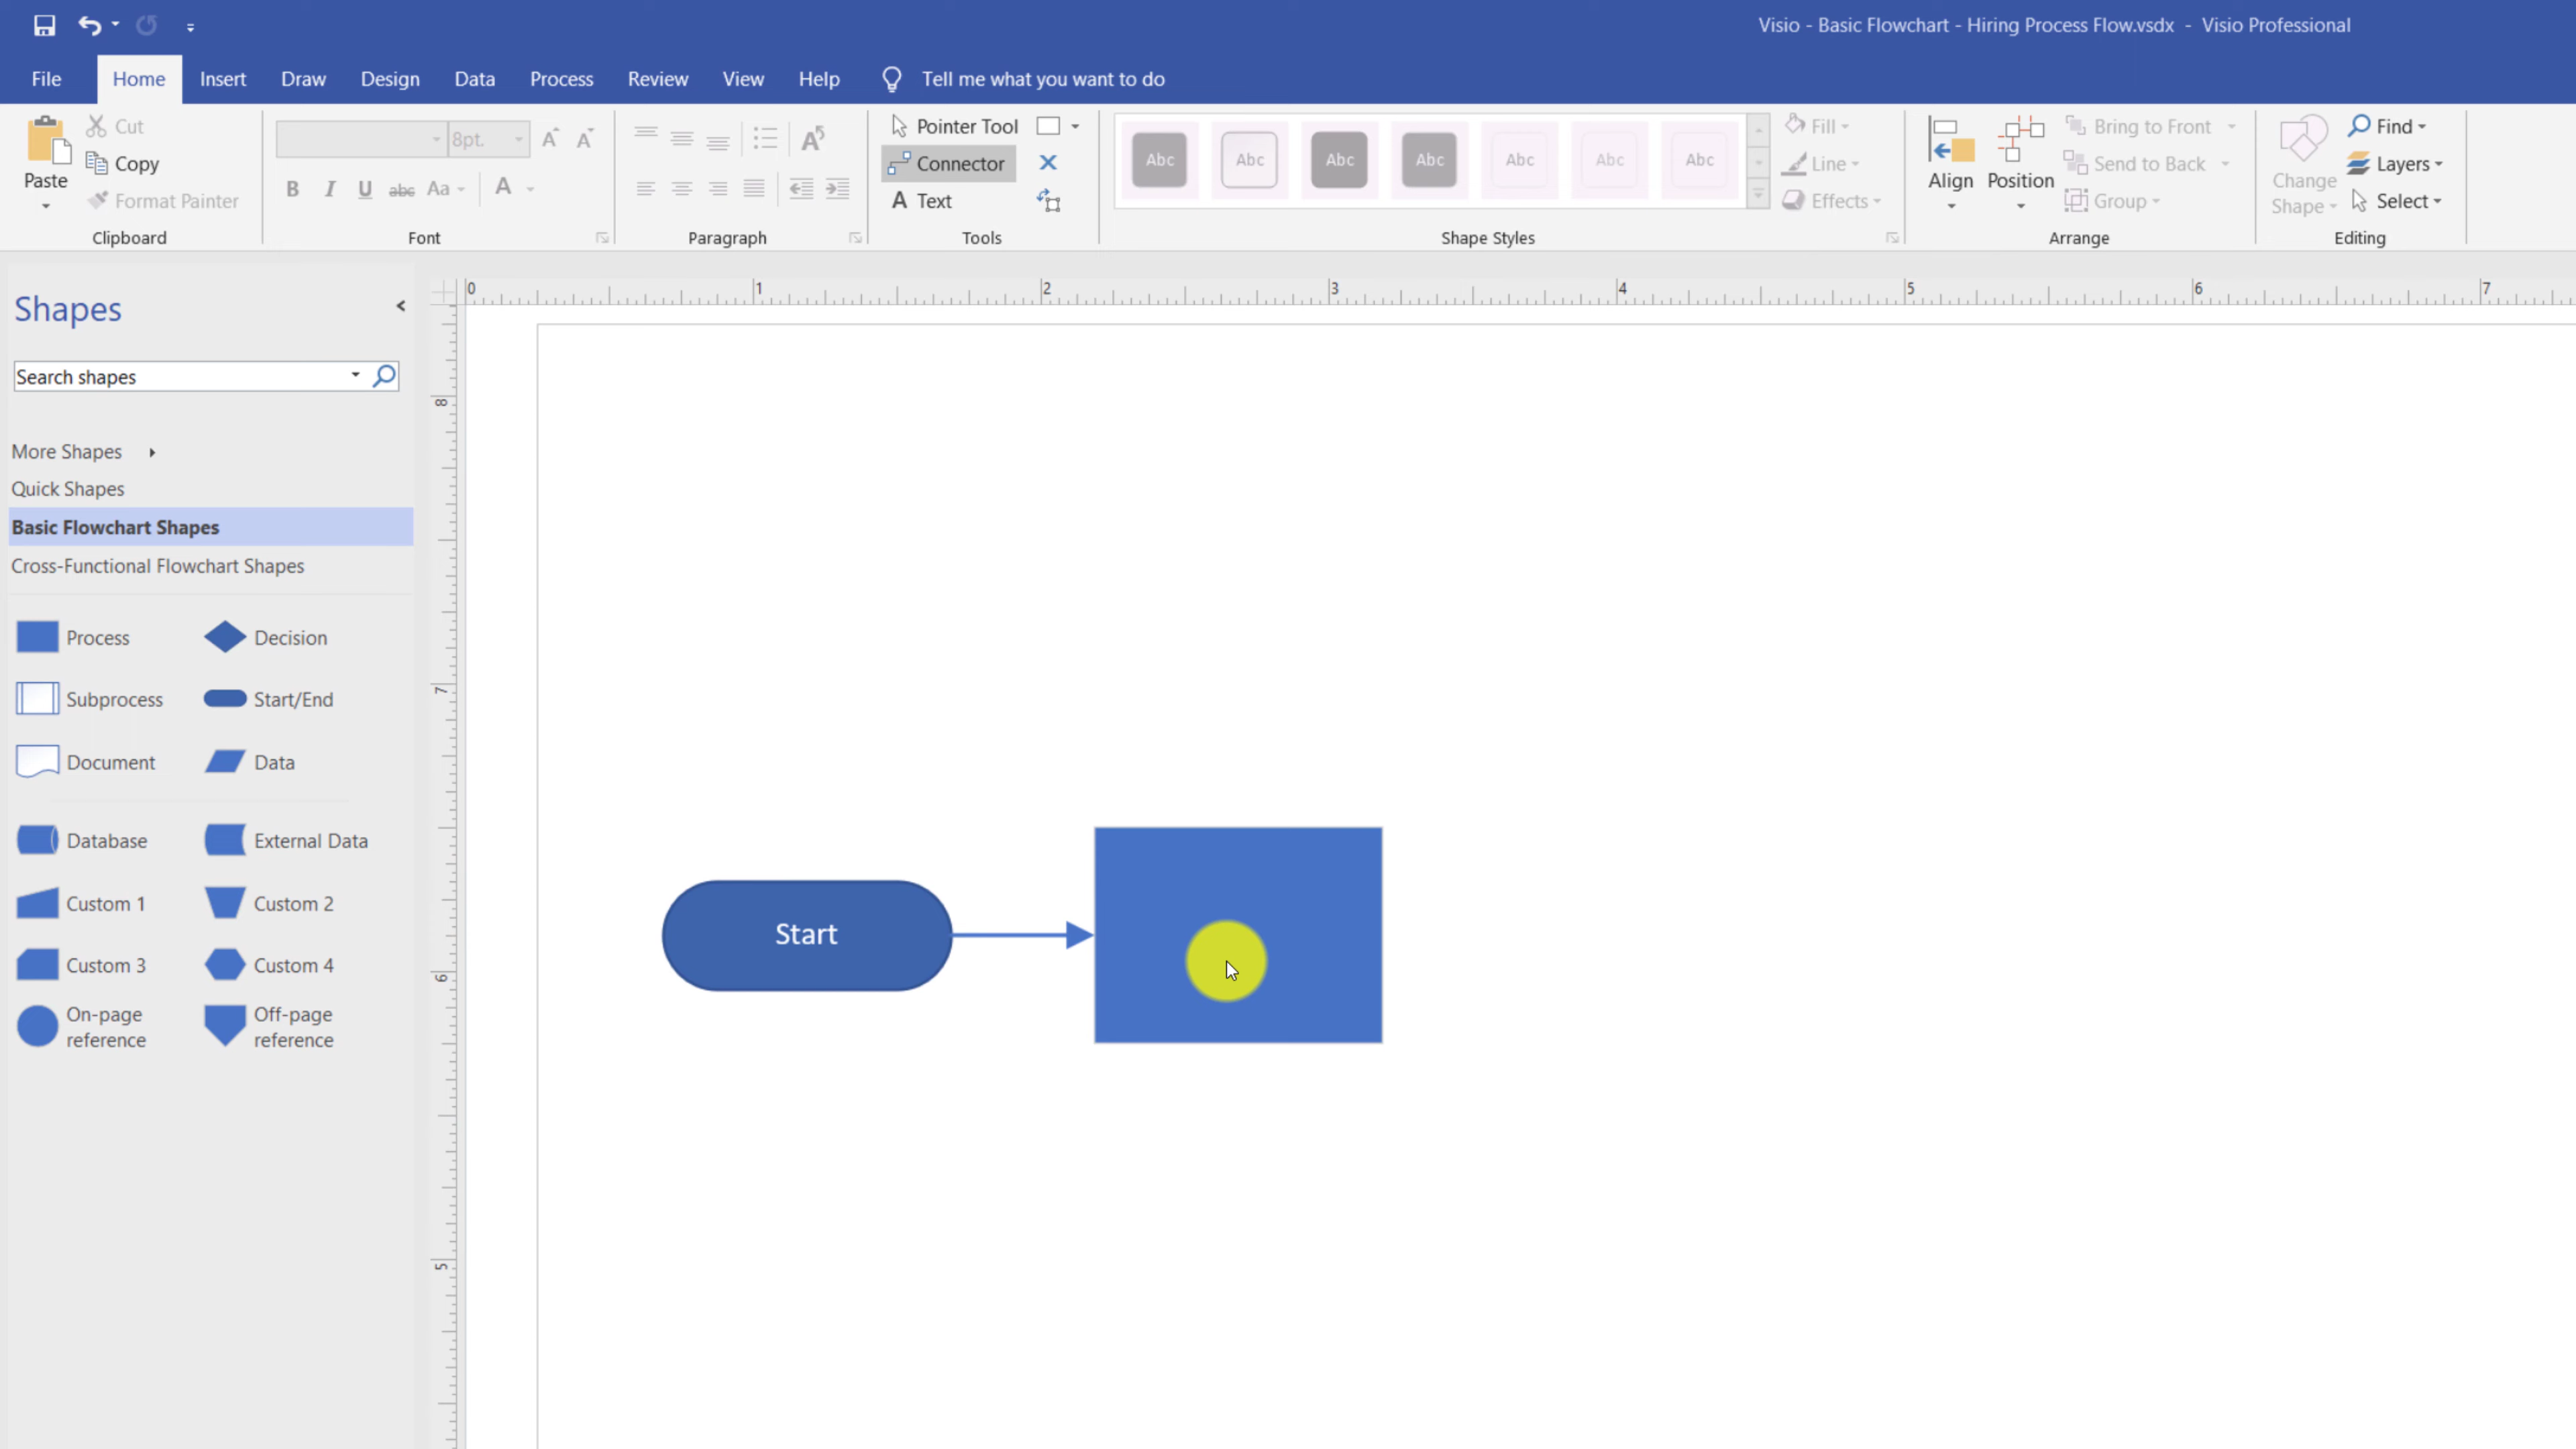 Visio - Basic Flowchart - Hiring Process Flow.vsdx - Visio Professional
File Home Insert Draw Design Data Process Review View Help Tell me what you want to do
Paste
Cut
Copy
Format Painter
Clipboard
8pt.
A A
B I U abc Aa A
Font
A
Paragraph
Pointer Tool
Connector
A Text
Tools
Abc Abc Abc Abc Abc Abc Abc
Fill
Line
Effects
Shape Styles
Align
Position
Bring to Front
Send to Back
Group
Arrange
Change
Shape
Find
Layers
Select
Editing
Shapes
Search shapes
More Shapes
Quick Shapes
Basic Flowchart Shapes
Cross-Functional Flowchart Shapes
Process Decision
Subprocess Start/End
Document Data
Database External Data
Custom 1 Custom 2
Custom 3 Custom 4
On-page
reference
Off-page
reference
0 1 2 3 4 5 6 7
8
7
6
5
Start